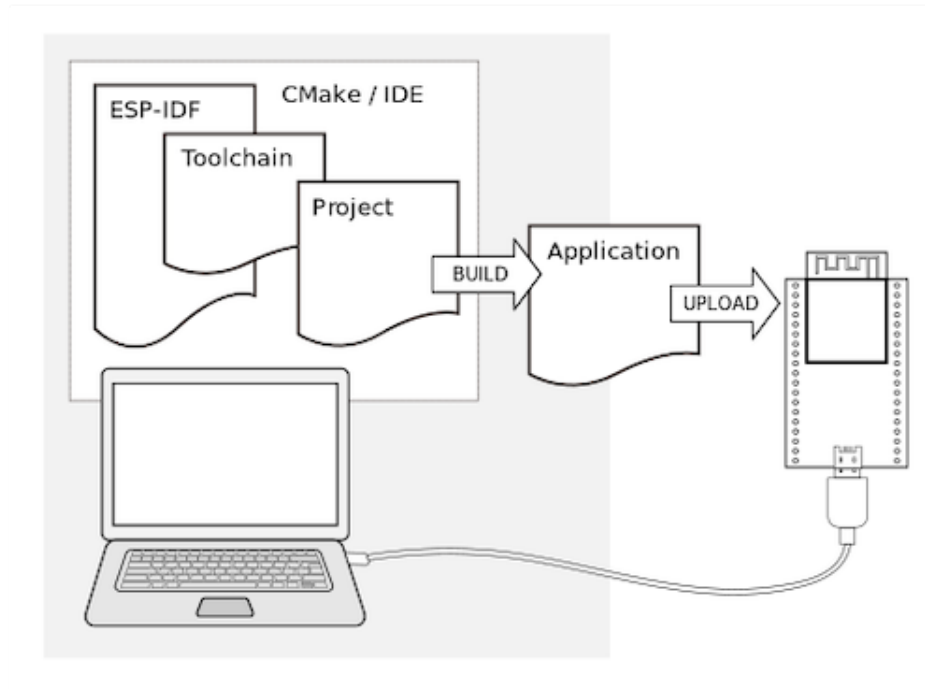 CMake / IDE
ESP-IDF
Toolchain
Project
BUILD
Application
UPLOAD